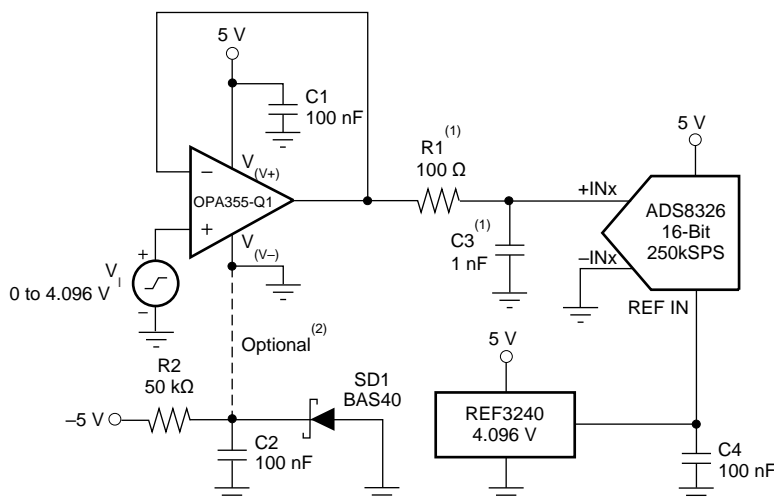 5 V
C1
100 nF
V(V+)
−
OPA355-Q1
+
V(V−)
+
VI
−
0 to 4.096 V
R1(1)
100 Ω
C3(1)
1 nF
5 V
+INx
ADS8326
16-Bit
250kSPS
−INx
REF IN
Optional(2)
R2
50 kΩ
−5 V
SD1
BAS40
C2
100 nF
5 V
REF3240
4.096 V
C4
100 nF